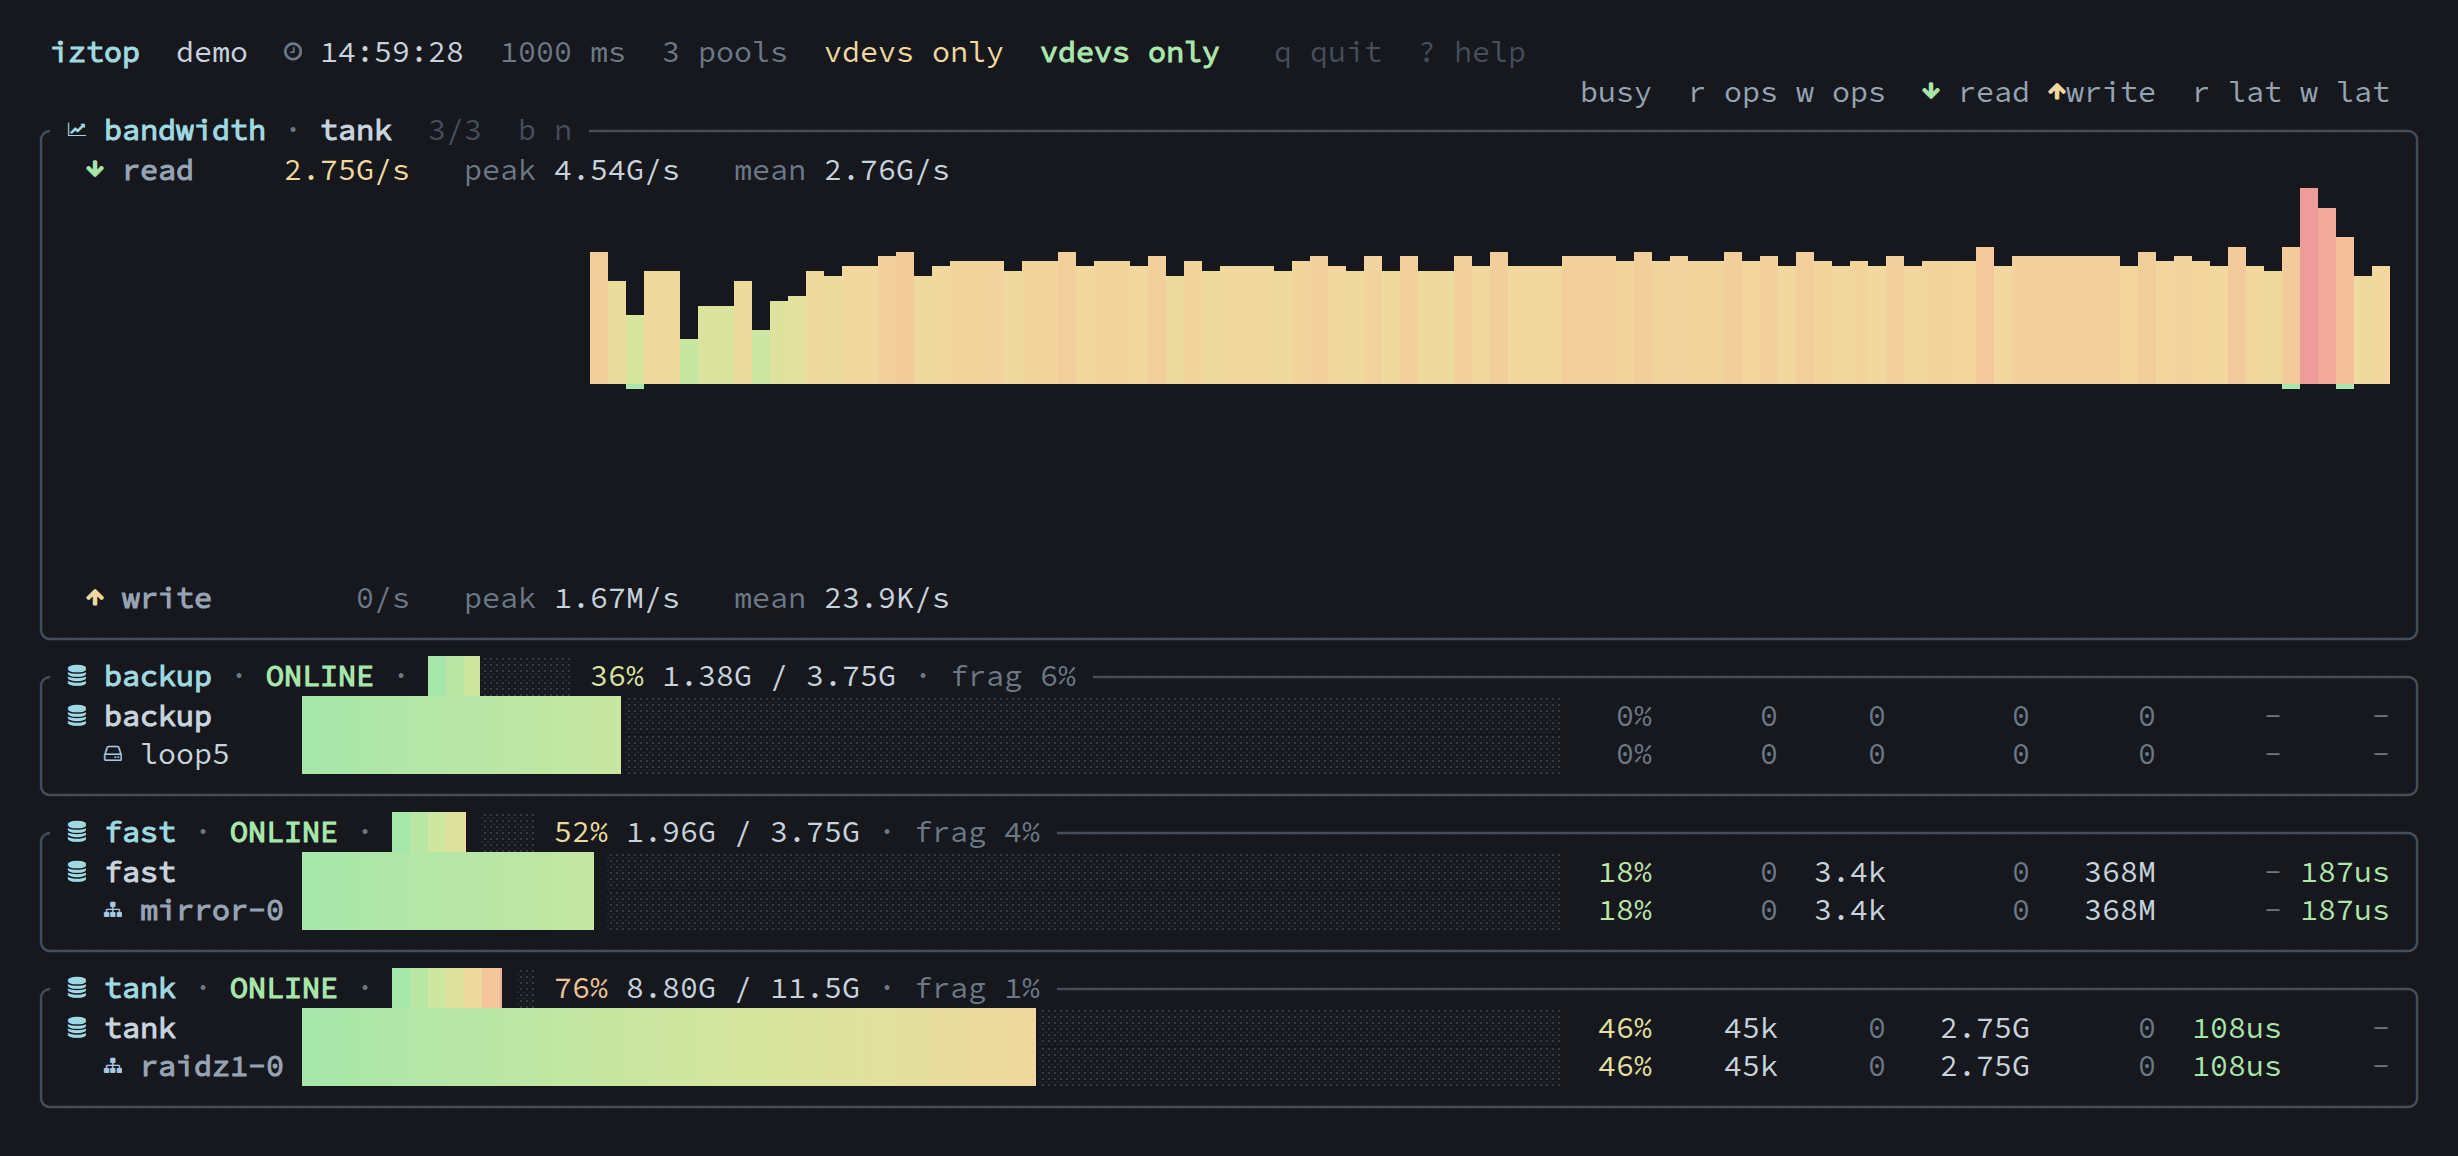 iztop demo 14:59:28 1000 ms 3 pools vdevs only vdevs only q quit ? help
busy r ops w ops ↓ read ↑write r lat w lat
bandwidth · tank 3/3 b n
↓ read 2.75G/s peak 4.54G/s mean 2.76G/s
↑ write 0/s peak 1.67M/s mean 23.9K/s
backup · ONLINE · 36% 1.38G / 3.75G · frag 6%
backup 0% 0 0 0 0 - -
loop5 0% 0 0 0 0 - -
fast · ONLINE · 52% 1.96G / 3.75G · frag 4%
fast 18% 0 3.4k 0 368M - 187us
mirror-0 18% 0 3.4k 0 368M - 187us
tank · ONLINE · 76% 8.80G / 11.5G · frag 1%
tank 46% 45k 0 2.75G 0 108us -
raidz1-0 46% 45k 0 2.75G 0 108us -